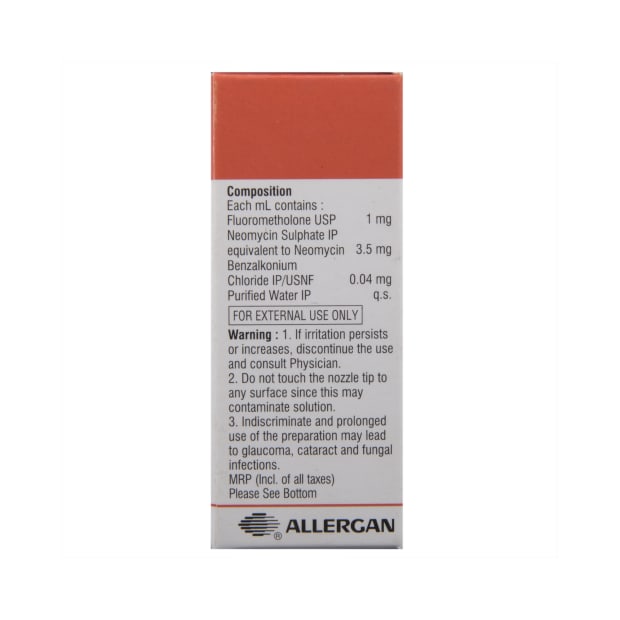 Composition
Each mL contains :
Fluorometholone USP 1 mg
Neomycin Sulphate IP
equivalent to Neomycin 3.5 mg
Benzalkonium
Chloride IP/USNF 0.04 mg
Purified Water IP q.s.
FOR EXTERNAL USE ONLY
Warning : 1. If irritation persists
or increases, discontinue the use
and consult Physician.
2. Do not touch the nozzle tip to
any surface since this may
contaminate solution.
3. Indiscriminate and prolonged
use of the preparation may lead
to glaucoma, cataract and fungal
infections.
MRP (Incl. of all taxes)
Please See Bottom
® ALLERGAN